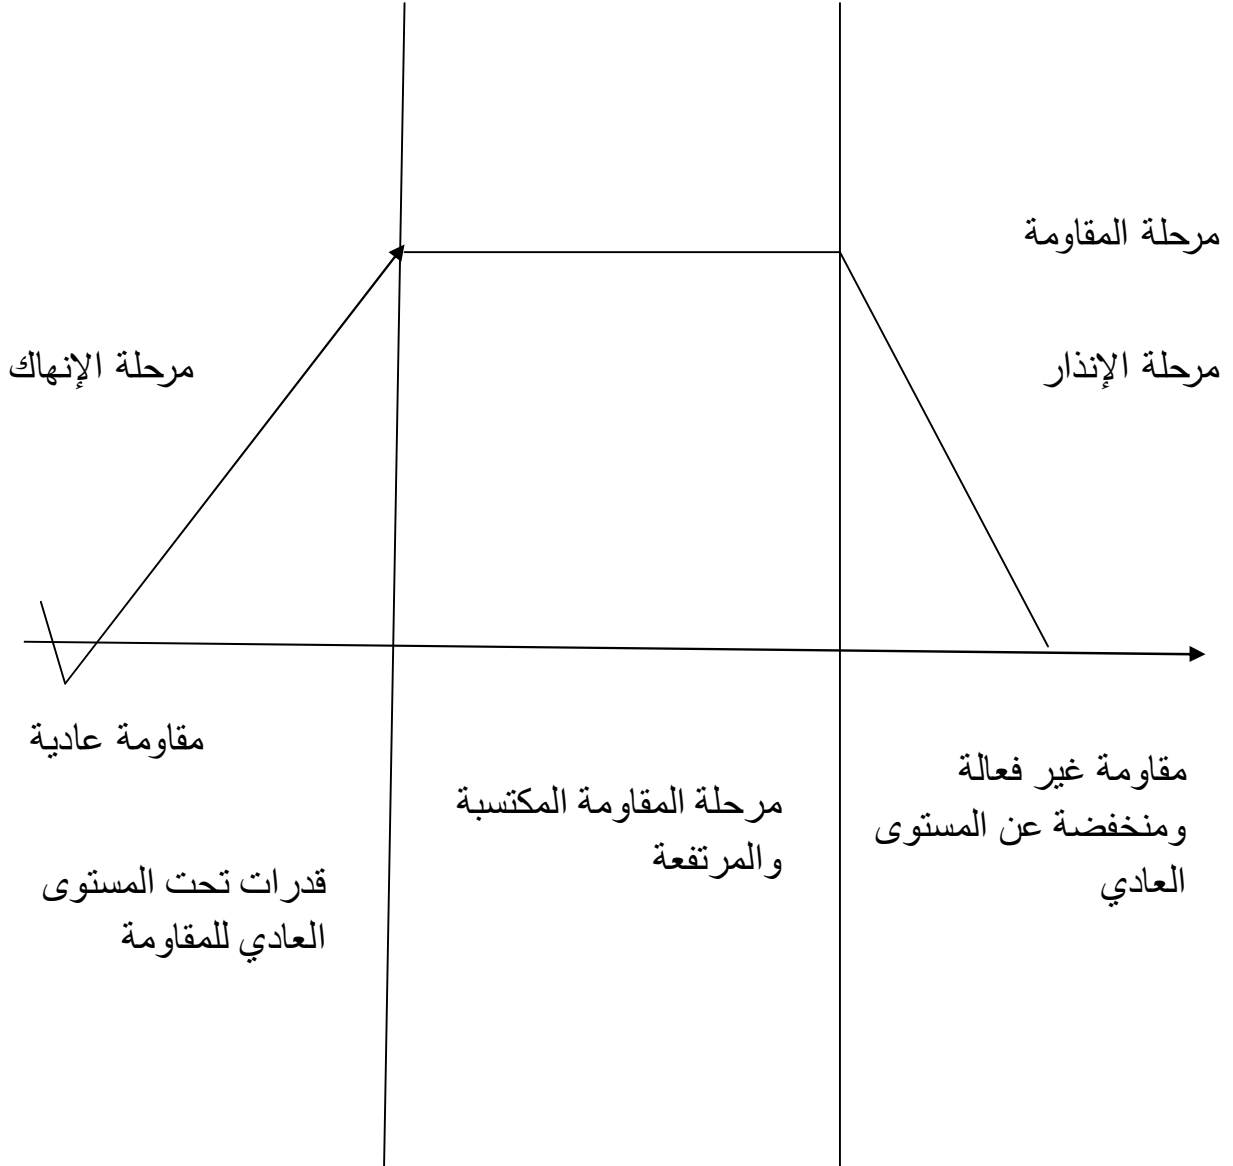 مرحلة المقاومة
مرحلة الإنذار
مرحلة الإنهاك
مقاومة عادية
مقاومة غير فعالة
ومنخفضة عن المستوى
العادي
مرحلة المقاومة المكتسبة
والمرتفعة
قدرات تحت المستوى
العادي للمقاومة